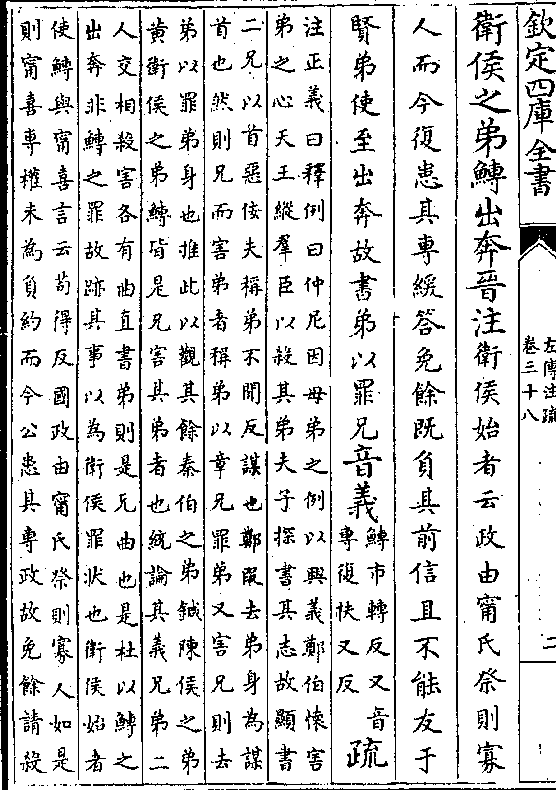 欽定四庫全書
左傳注疏
卷三十八
二
衛侯之弟鱄出奔晉注衛侯始者云政由甯氏祭則寡
人而今復患其專緩答免餘既負其前信且不能友于
賢弟使至出奔故書弟以罪兄音義鱄市轉反又音
專復扶又反
疏
注正義曰釋例曰仲尼因母弟之例以興義鄭伯懐害
弟之心天王縱羣臣以殺其弟夫子探書其志故顯書
二兄以首惡佞夫稱弟不聞反謀也鄭段去弟身為謀
首也然則兄而害弟者稱弟以章兄罪弟又害兄則去
弟以罪弟身也推此以觀其餘秦伯之弟鍼陳侯之弟
黄衛侯之弟鱄皆是兄害其弟者也統論其義兄弟二
人交相殺害各有曲直書弟則是兄曲也是杜以鱄之
出奔非鱄之罪故跡其事以為衛侯罪狀也衛侯始者
使鱄與甯喜言云苟得反國政由甯氏祭則寡人如是
則甯喜專權未為負約而今公患其專政故免餘請殺